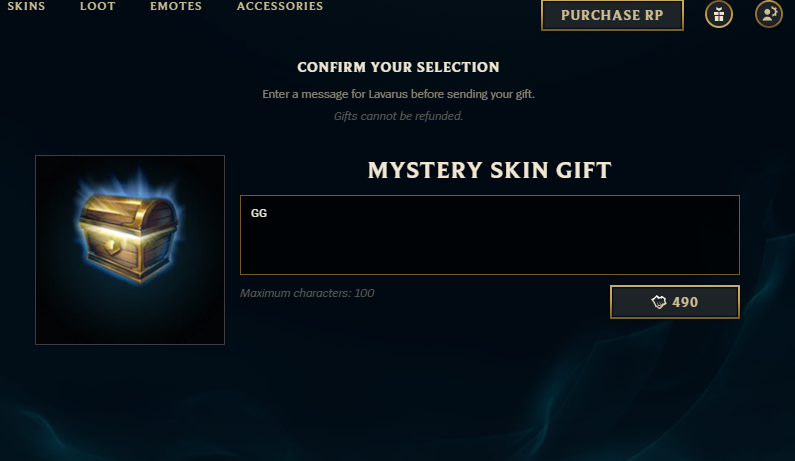 SKINS LOOT EMOTES ACCESSORIES PURCHASE RP
CONFIRM YOUR SELECTION
Enter a message for Lavarus before sending your gift.
Gifts cannot be refunded.
MYSTERY SKIN GIFT
GG
Maximum characters: 100
490